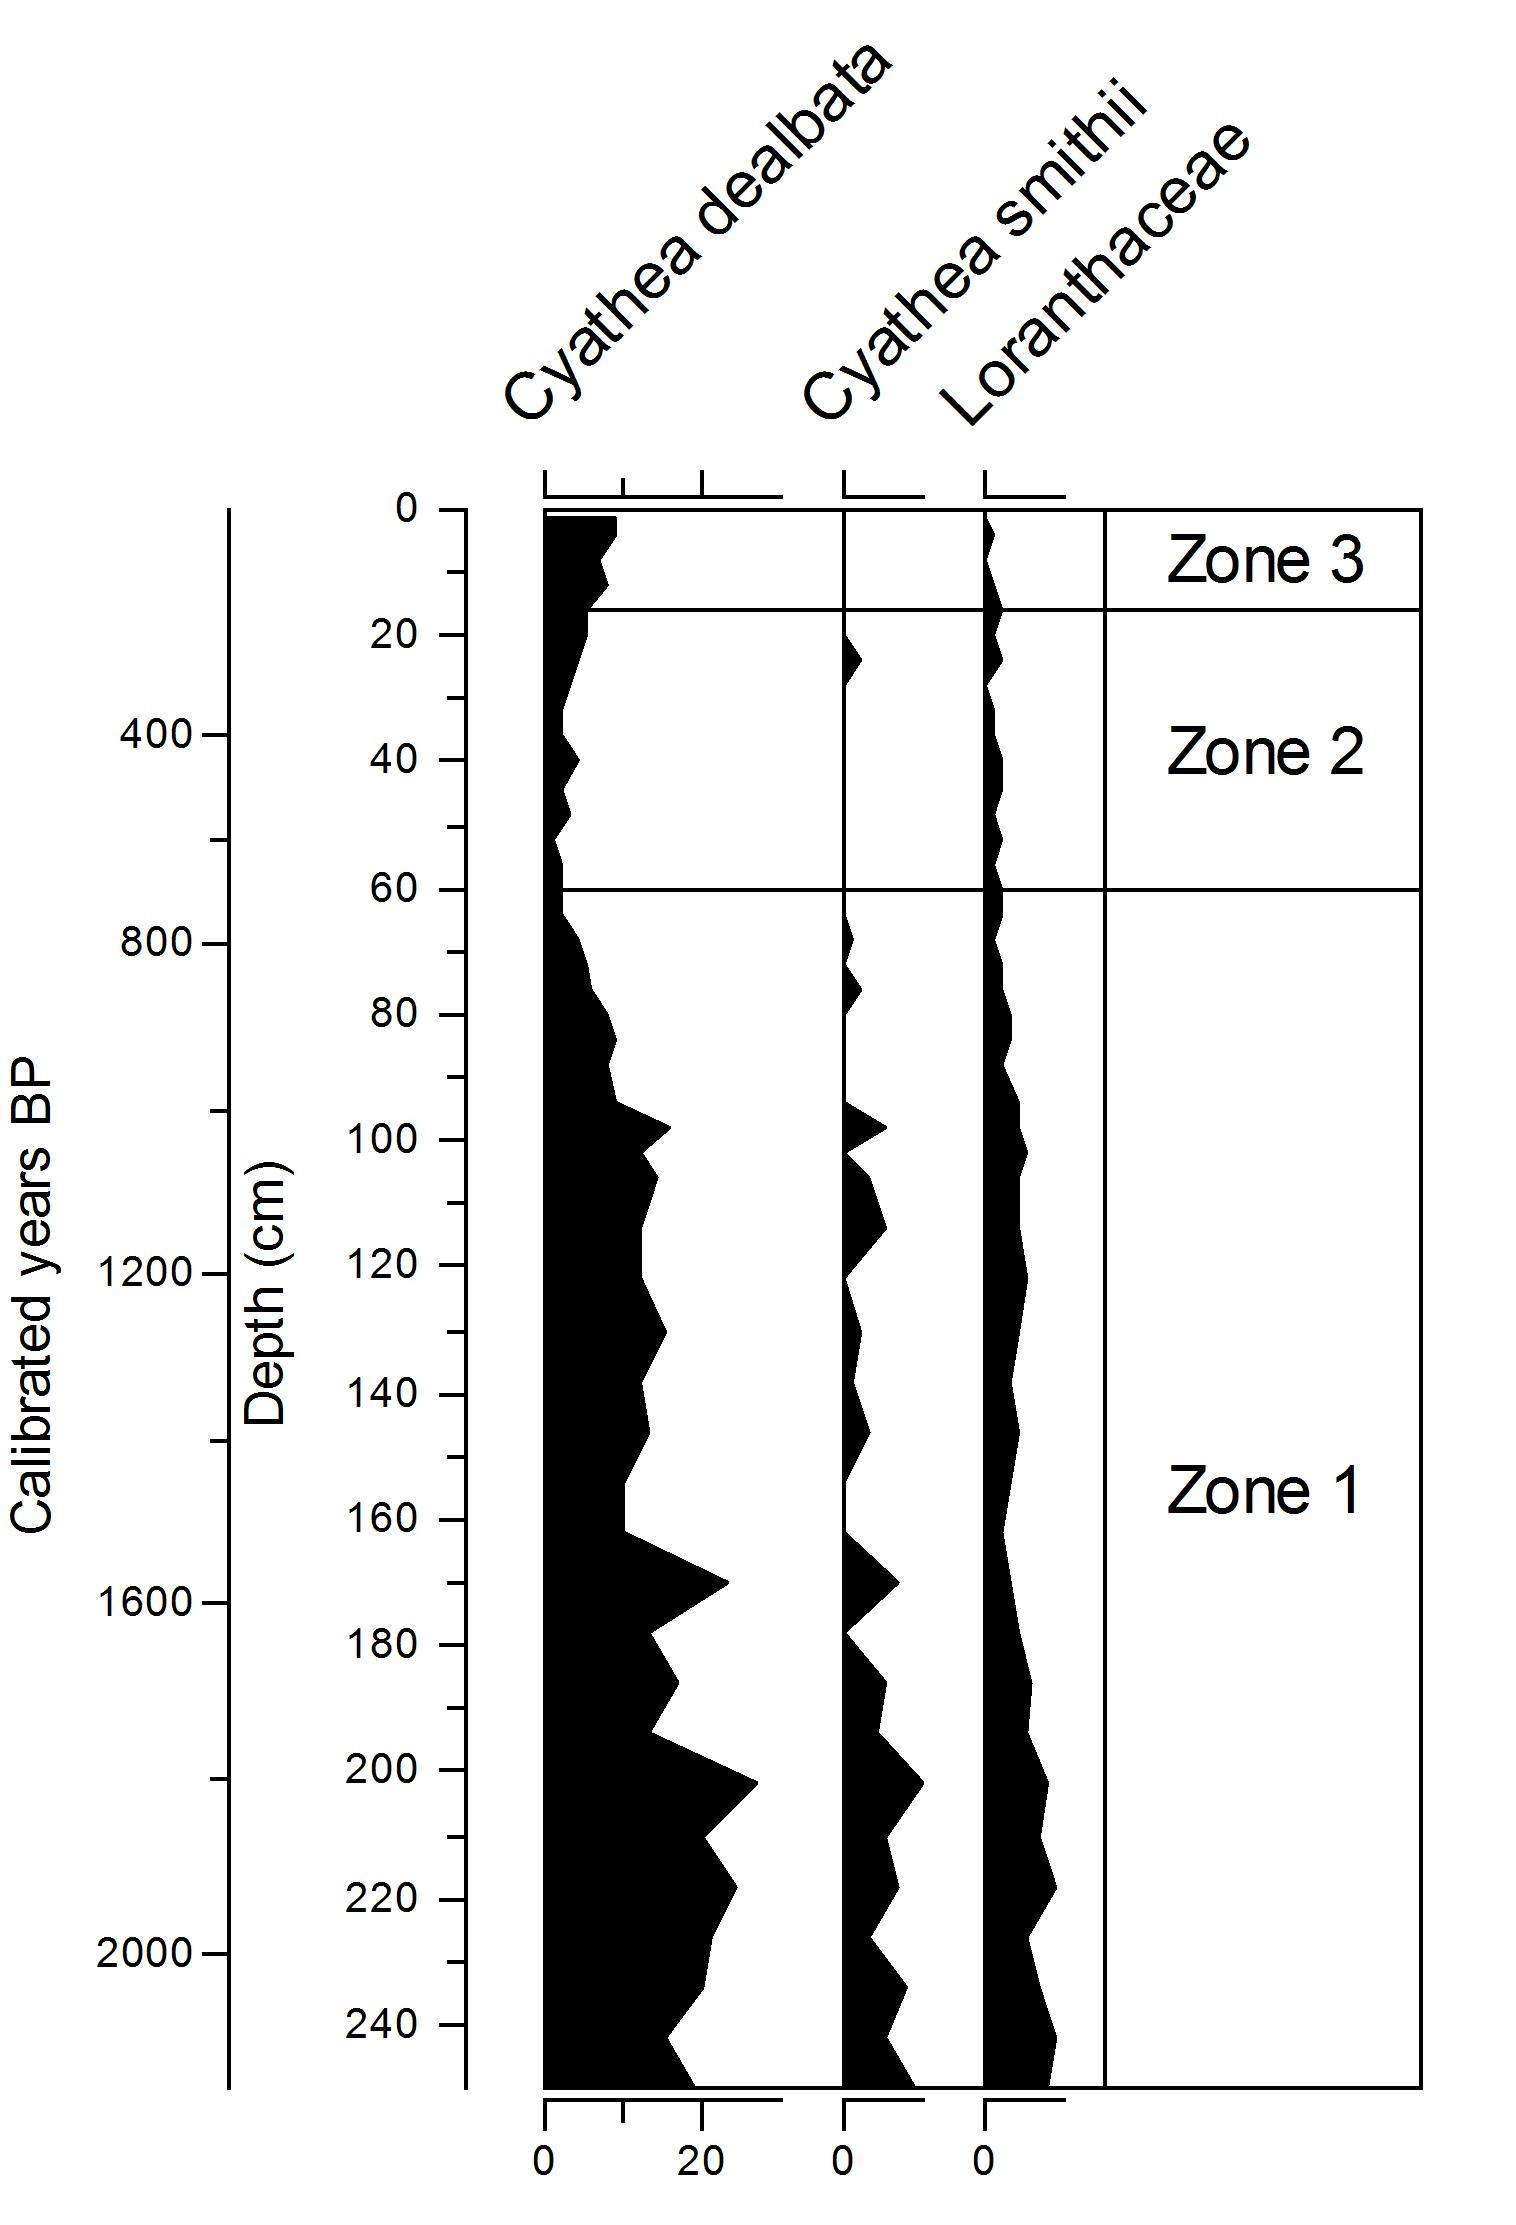 Cyathea dealbata
Cyathea smithii
Loranthaceae
Calibrated years BP
400
800
1200
1600
2000
Depth (cm)
0
20
40
60
80
100
120
140
160
180
200
220
240
Zone 3
Zone 2
Zone 1
0 20 0 0